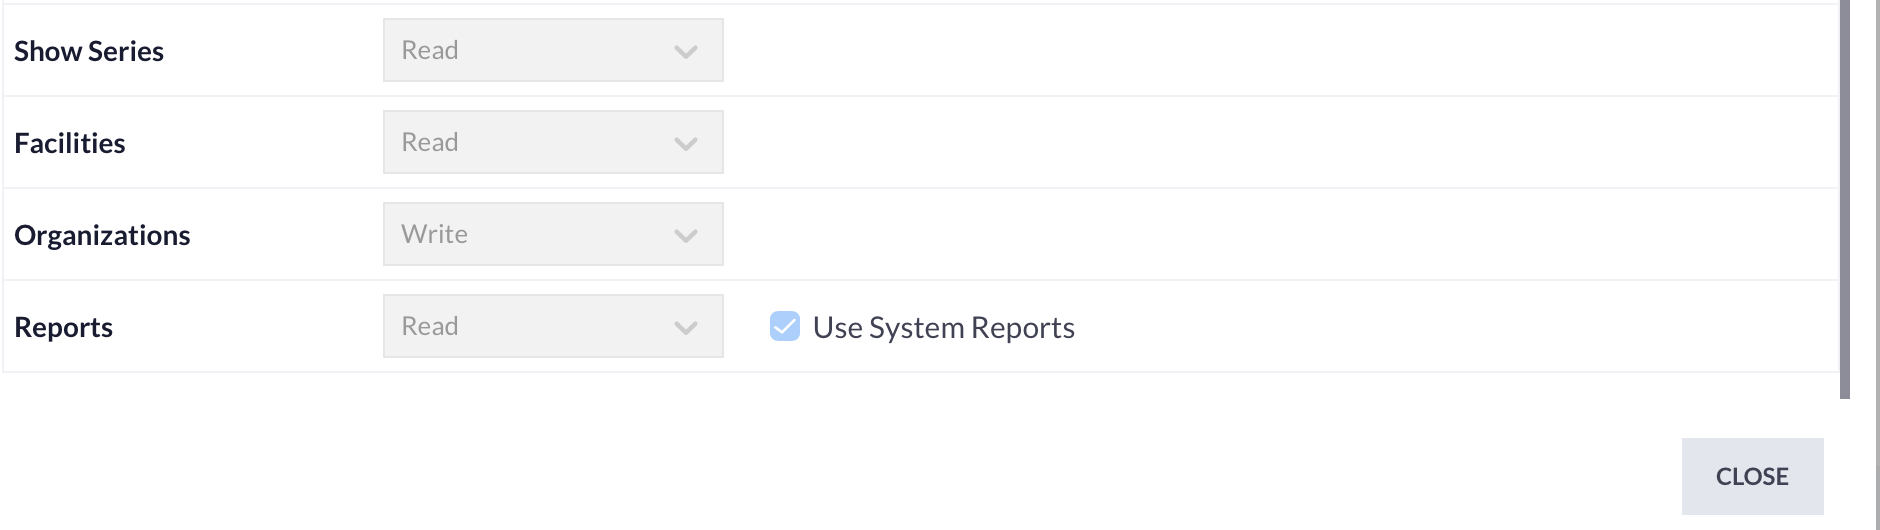 Show Series Read
Facilities Read
Organizations Write
Reports Read Use System Reports
CLOSE